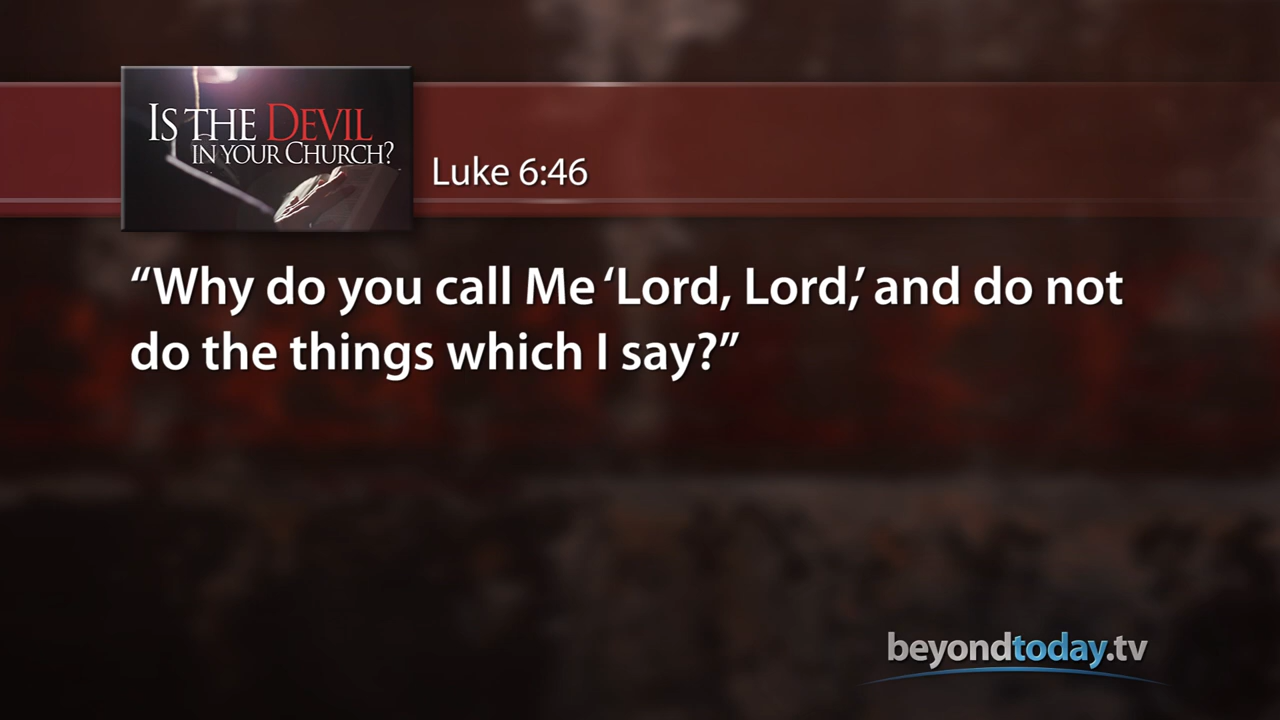 IS THE DEVIL
IN YOUR CHURCH?
Luke 6:46
“Why do you call Me ‘Lord, Lord,’ and do not
do the things which I say?”
beyondtoday.tv